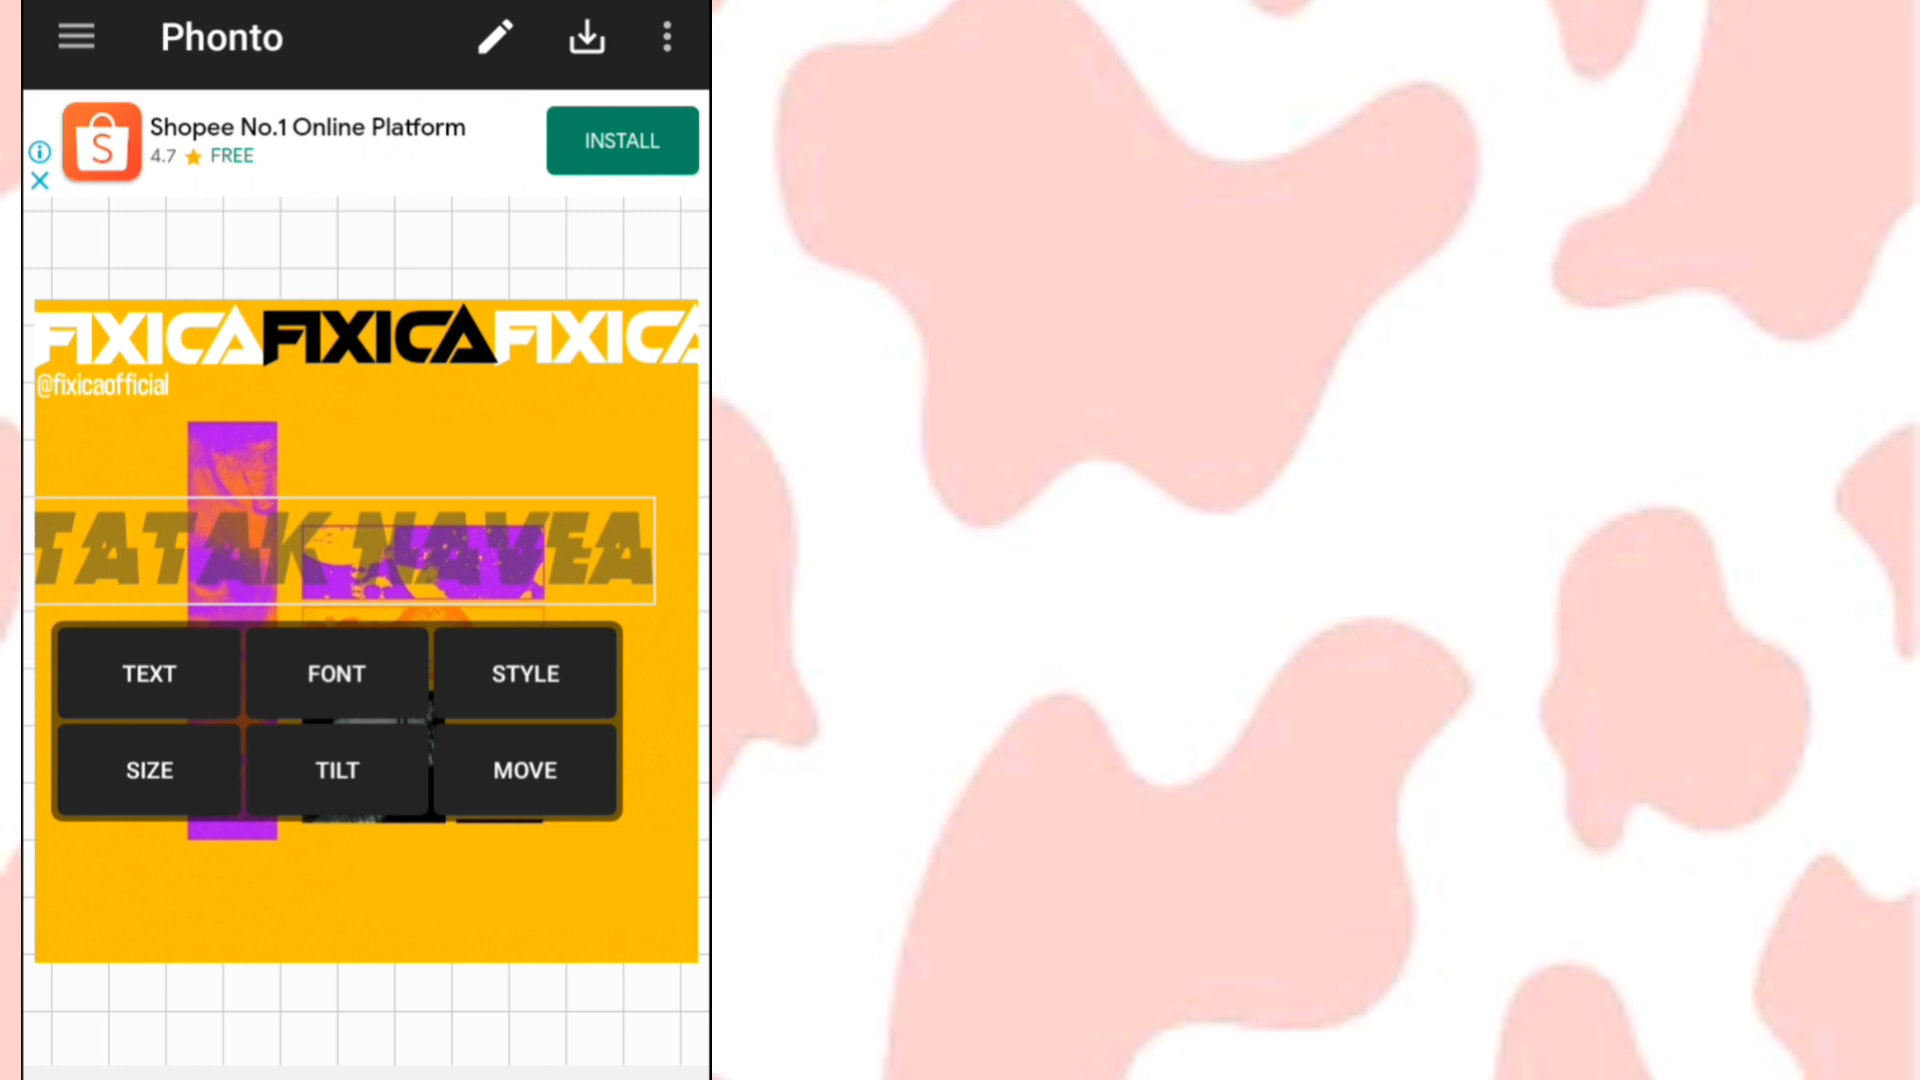 Phonto
Shopee No.1 Online Platform
4.7 ★ FREE
INSTALL
S
FIXICAFIXICAFIXICA
@fixicaofficial
TATAK NAVEA
TEXT FONT STYLE
SIZE TILT MOVE